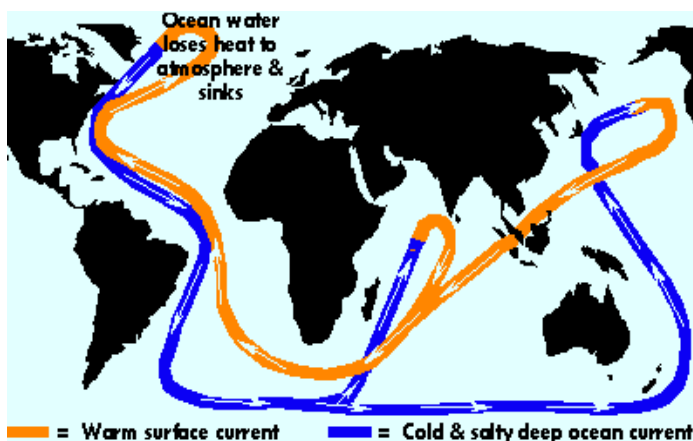 Ocean water
loses heat to
atmosphere &
sinks
= Warm surface current
= Cold & salty deep ocean current